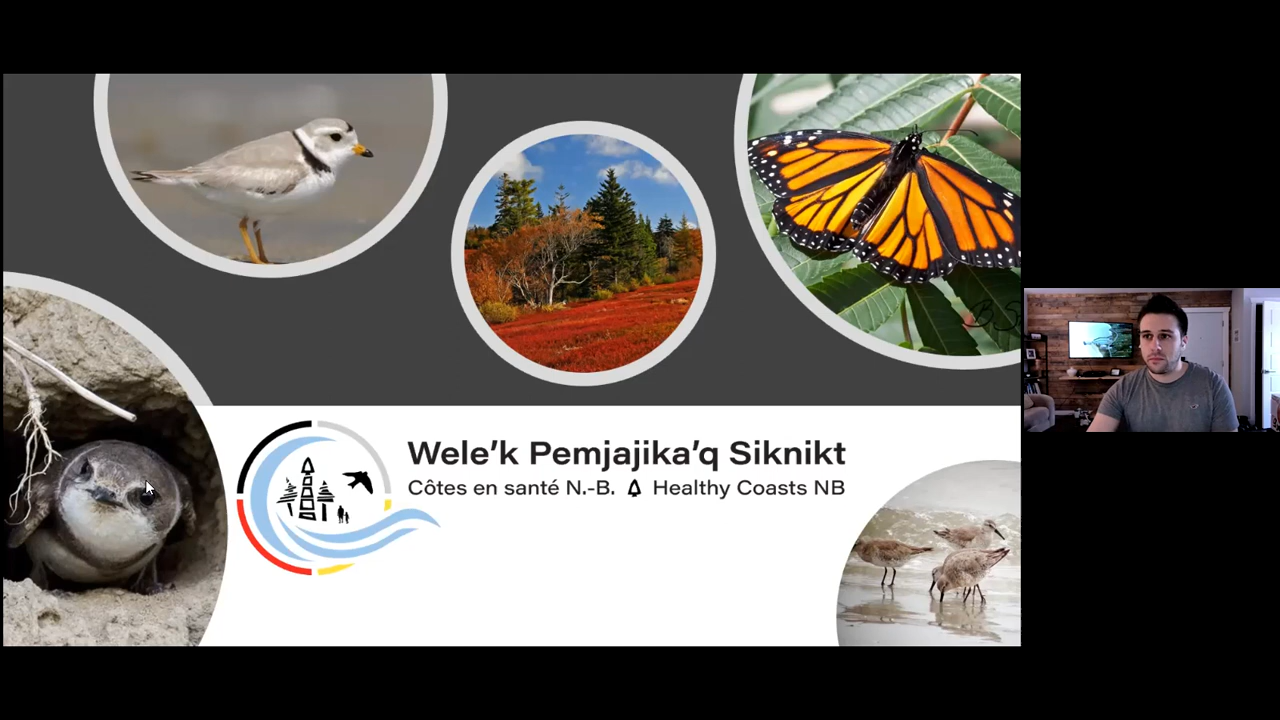 Wele’k Pemjajika’q Siknikt
Côtes en santé N.-B. Healthy Coasts NB